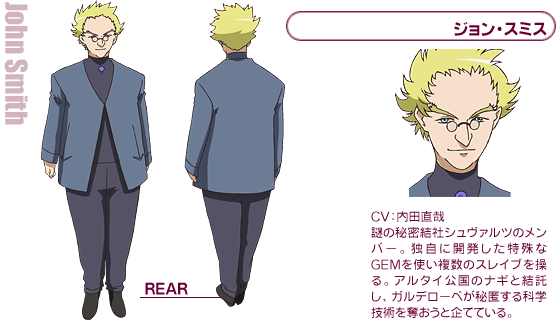 John Smith
ジョン・スミス
REAR
CV：内田直哉
謎の秘密結社シュヴァルツのメン
バー。独自に開発した特殊な
GEMを使い複数のスレイブを操
る。アルタイ公国のナギと結託
し、ガルデローベが秘匿する科学
技術を奪おうと企てている。